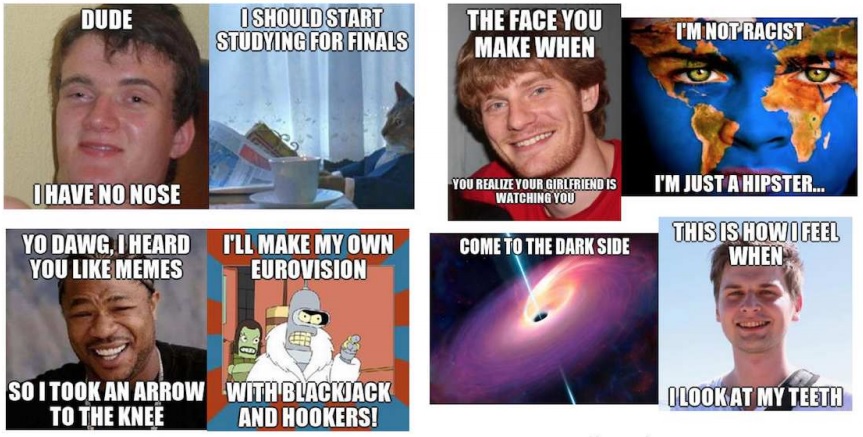 DUDE
I HAVE NO NOSE
I SHOULD START
STUDYING FOR FINALS
THE FACE YOU
MAKE WHEN
YOU REALIZE YOUR GIRLFRIEND IS
WATCHING YOU
I'M NOT RACIST
I'M JUST A HIPSTER...
YO DAWG, I HEARD
YOU LIKE MEMES
SO I TOOK AN ARROW
TO THE KNEE
I'LL MAKE MY OWN
EUROVISION
WITH BLACKJACK
AND HOOKERS!
COME TO THE DARK SIDE
THIS IS HOW I FEEL
WHEN
I LOOK AT MY TEETH